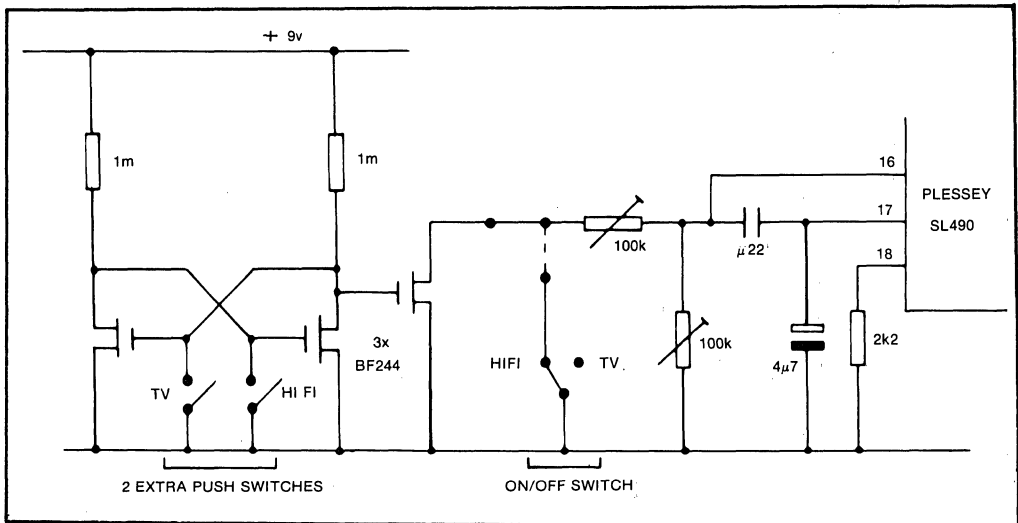 + 9v
1m
1m
16
PLESSEY
17
SL490
100k
μ22
18
3x
BF244
HIFI
TV
100k
4μ7
2k2
TV
HI FI
2 EXTRA PUSH SWITCHES
ON/OFF SWITCH